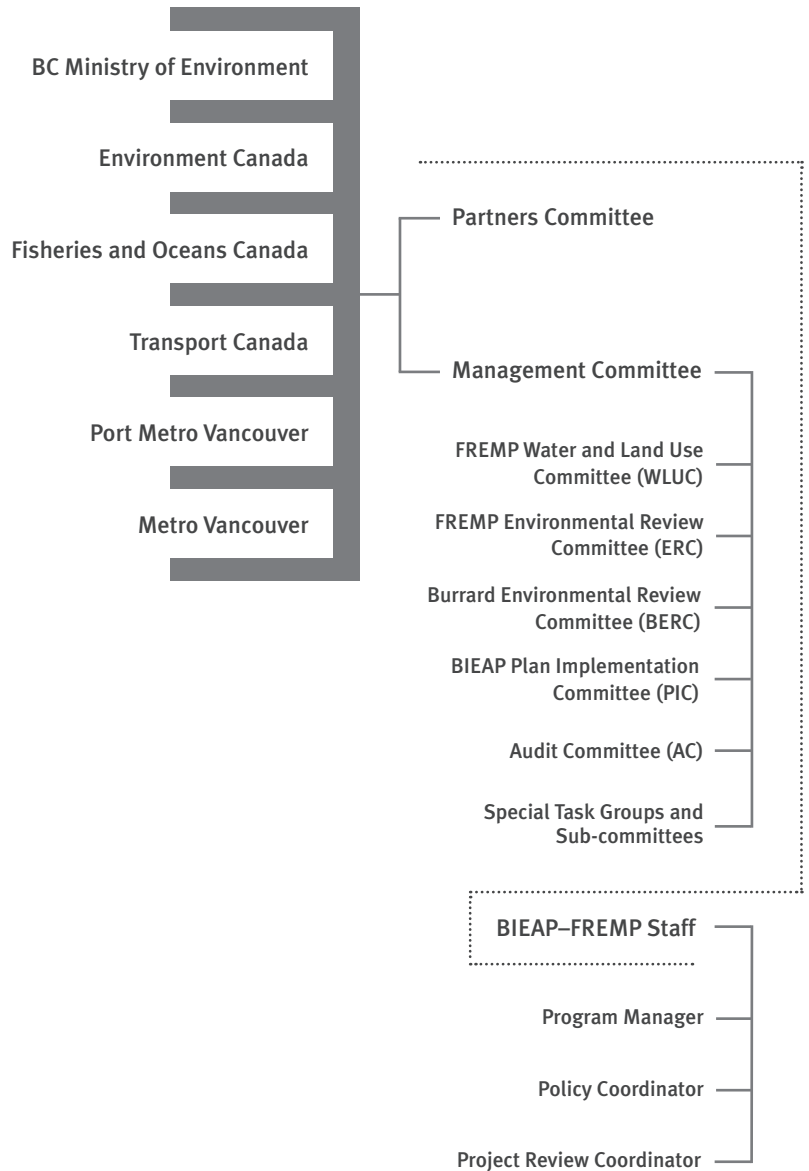 BC Ministry of Environment
Environment Canada
Fisheries and Oceans Canada
Transport Canada
Port Metro Vancouver
Metro Vancouver
Partners Committee
Management Committee
FREMP Water and Land Use
Committee (WLUC)
FREMP Environmental Review
Committee (ERC)
Burrard Environmental Review
Committee (BERC)
BIEAP Plan Implementation
Committee (PIC)
Audit Committee (AC)
Special Task Groups and
Sub-committees
BIEAP–FREMP Staff
Program Manager
Policy Coordinator
Project Review Coordinator